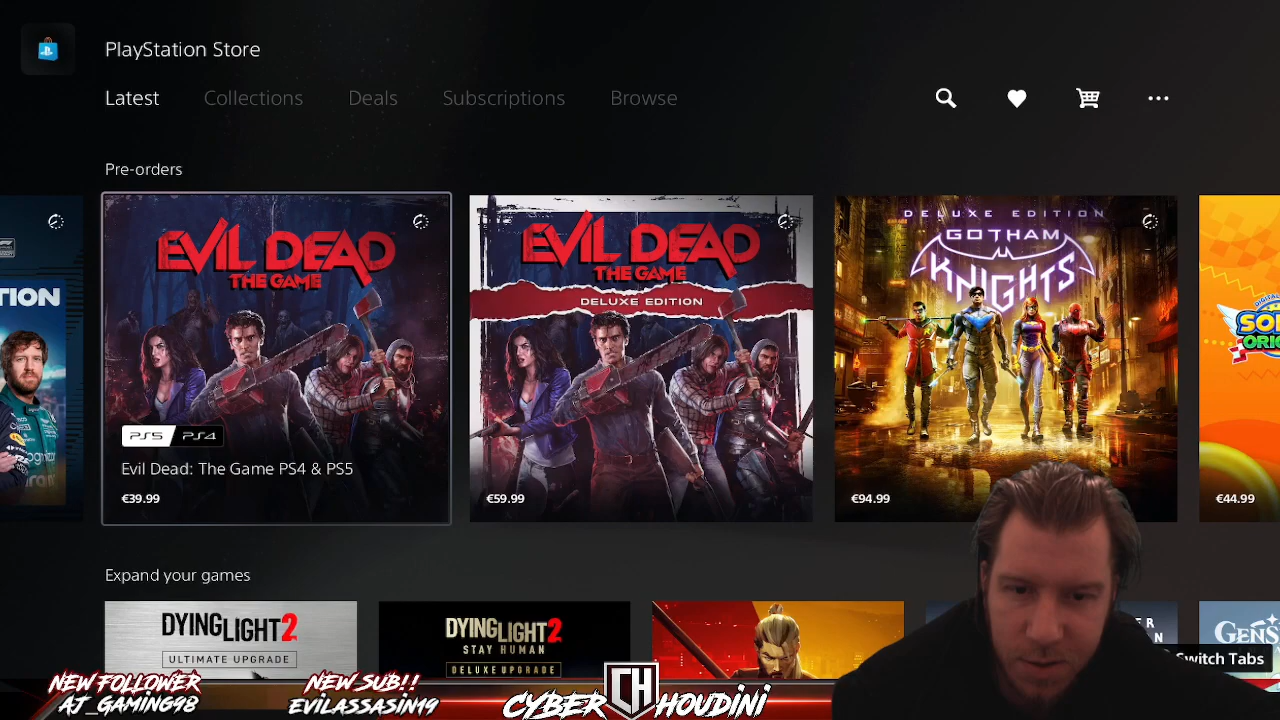 PlayStation Store
Latest Collections Deals Subscriptions Browse
Pre-orders
TION
EVIL DEAD
THE GAME
PS5 PS4
Evil Dead: The Game PS4 & PS5
€39.99
EVIL DEAD
THE GAME
DELUXE EDITION
€59.99
DELUXE EDITION
GOTHAM
KNIGHTS
€94.99
€44.99
Expand your games
DYING LIGHT 2
ULTIMATE UPGRADE
DYING LIGHT 2
STAY HUMAN
DELUXE UPGRADE
GENS
Switch Tabs
NEW FOLLOWER
AJ_GAMING98
NEW SUB!!
EVILASSASIN19
CYBER CH HOUDINI